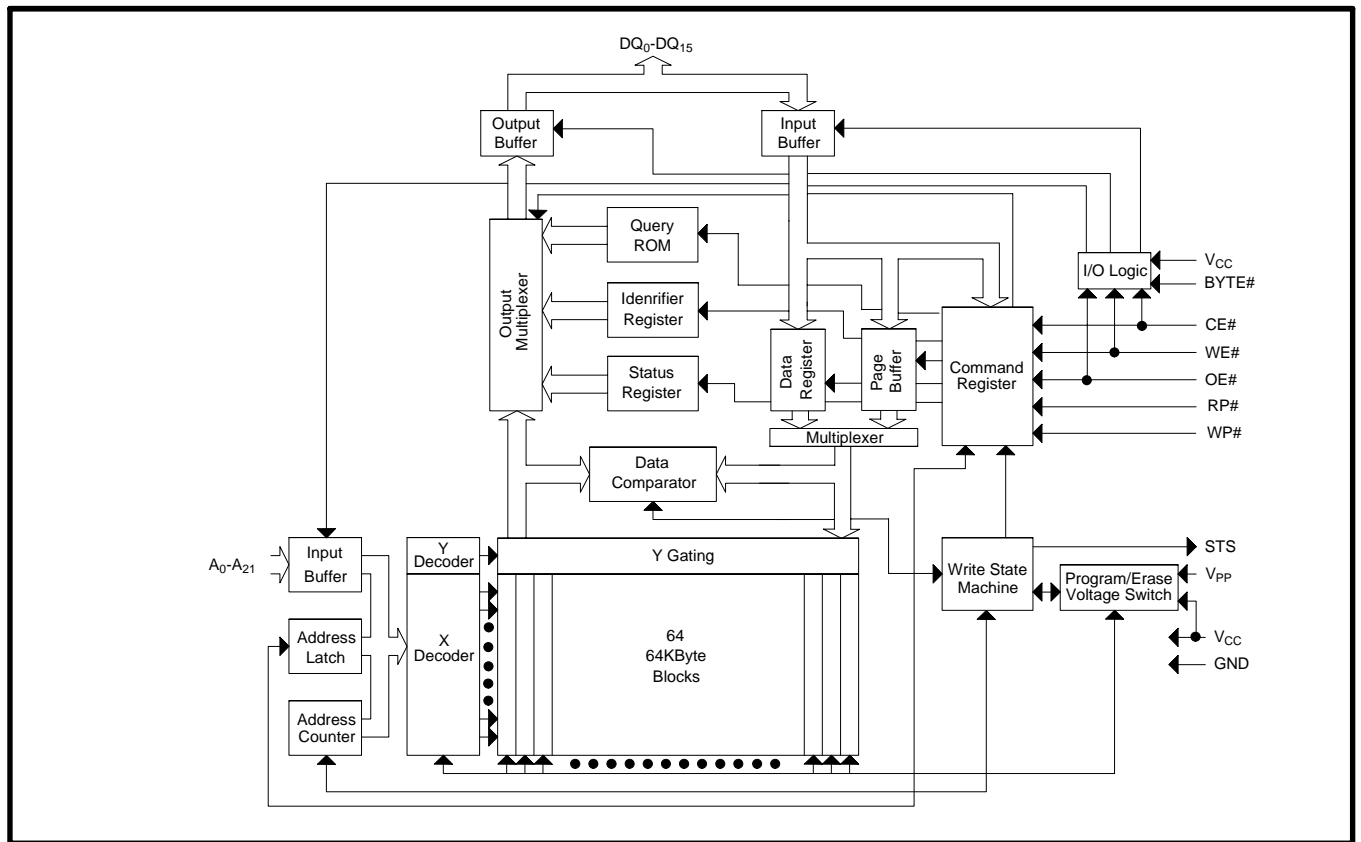 DQ0-DQ15
Output
Buffer
Input
Buffer
Query
ROM
I/O Logic
VCC
BYTE#
Output
Multiplexer
Idenrifier
Register
Data
Register
Page
Buffer
Command
Register
CE#
WE#
OE#
RP#
WP#
Status
Register
Multiplexer
Data
Comparator
A0-A21
Input
Buffer
Y
Decoder
Y Gating
Write State
Machine
STS
Program/Erase
Voltage Switch
VPP
VCC
GND
Address
Latch
X
Decoder
64
64KByte
Blocks
Address
Counter